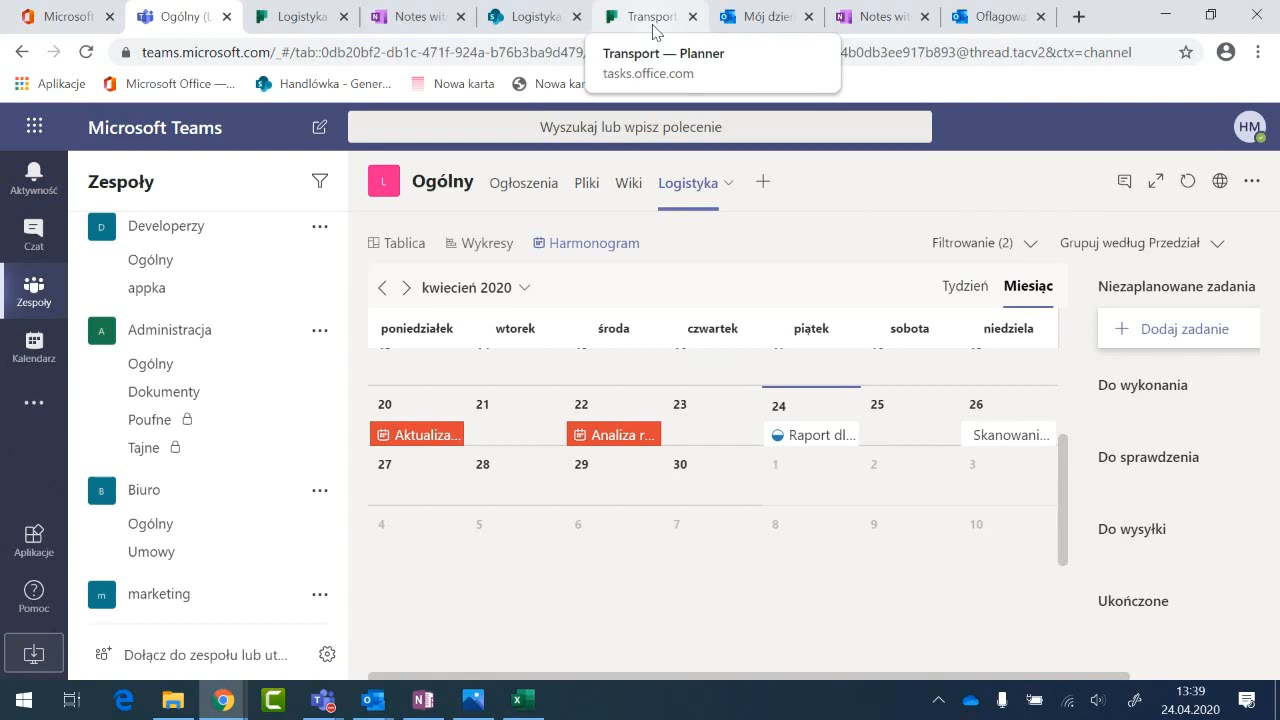 Microsoft
Ogólny (L
Logistyka
Notes wit
Logistyka
Transport
Mój dzień
Notes wit
Oflagowa
teams.microsoft.com/_#/tab::0db20bf2-db1c-471f-924a-b76b3ba9d479/
4b0db3ee917b893@thread.tacv2&ctx=channel
Transport — Planner
tasks.office.com
Aplikacje
Microsoft Office —...
Handlówka - Gener...
Nowa karta
Nowa kar
Microsoft Teams
Wyszukaj lub wpisz polecenie
HM
Aktywność
Czat
Zespoły
Kalendarz
Aplikacje
Pomoc
Zespoły
D
Developerzy
Ogólny
appka
A
Administracja
Ogólny
Dokumenty
Poufne
Tajne
B
Biuro
Ogólny
Umowy
m
marketing
Dołącz do zespołu lub ut...
L
Ogólny
Ogłoszenia
Pliki
Wiki
Logistyka
Tablica
Wykresy
Harmonogram
Filtrowanie (2)
Grupuj według Przedział
kwiecień 2020
Tydzień
Miesiąc
Niezaplanowane zadania
poniedziałek wtorek środa czwartek piątek sobota niedziela
Dodaj zadanie
20 21 22 23 24 25 26
Aktualiza...
Analiza r...
Raport dl...
Skanowani...
27 28 29 30 1 2 3
4 5 6 7 8 9 10
Do wykonania
Do sprawdzenia
Do wysyłki
Ukończone
13:39
24.04.2020